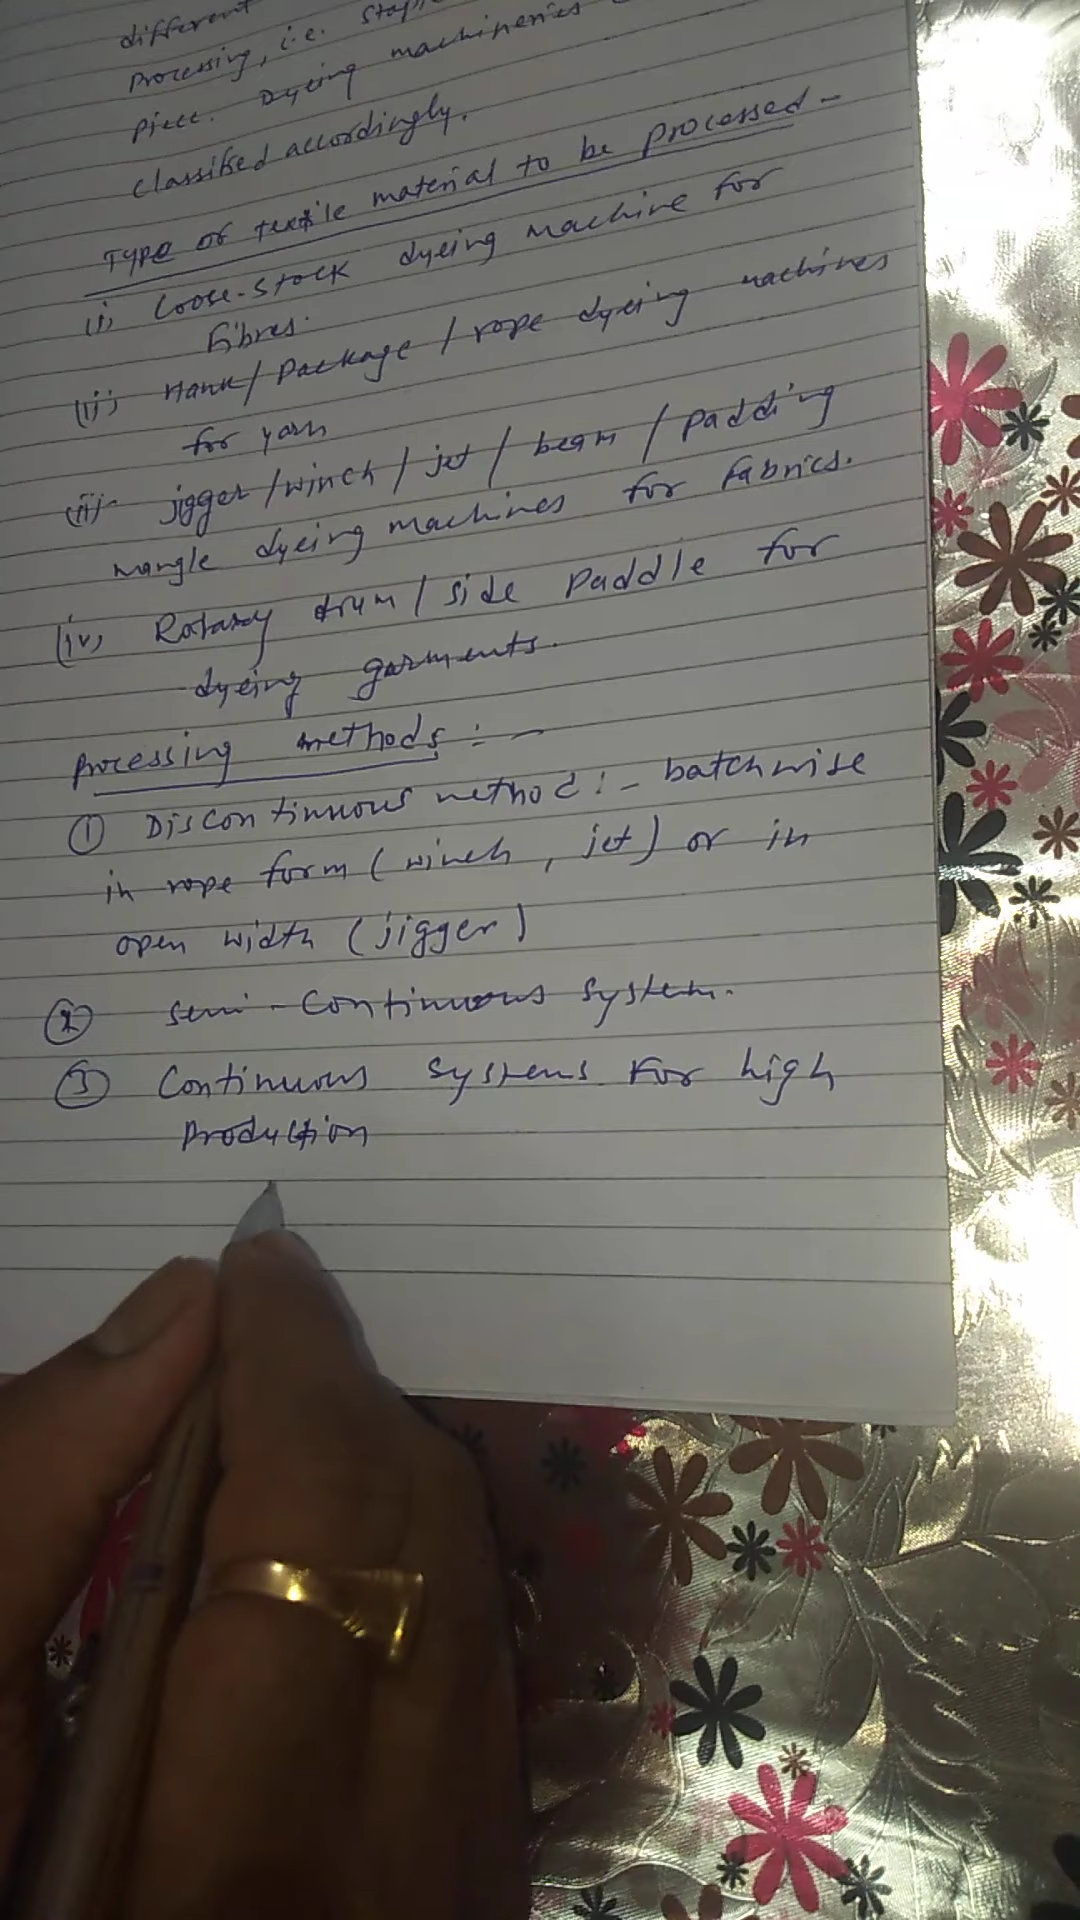 different
Processing, i.e. Stapl
piece. Dyeing machineries
classified accordingly.
Type of textile material to be processed -
(i) Loose-Stock dyeing machine for
fibres.
(ii) Hank/ Package / rope dyeing machines
for yarn
(iii) jigger /winch / jet / beam / Padding
mangle dyeing machines for fabrics.
(iv) Rotary drum / side Paddle for
dyeing garments.
Processing methods :-
① Discontinuous method :- batchwise
in rope form ( winch , jet ) or in
open width (jigger)
② Semi-Continuous System.
③ Continuous Systems For high
Production